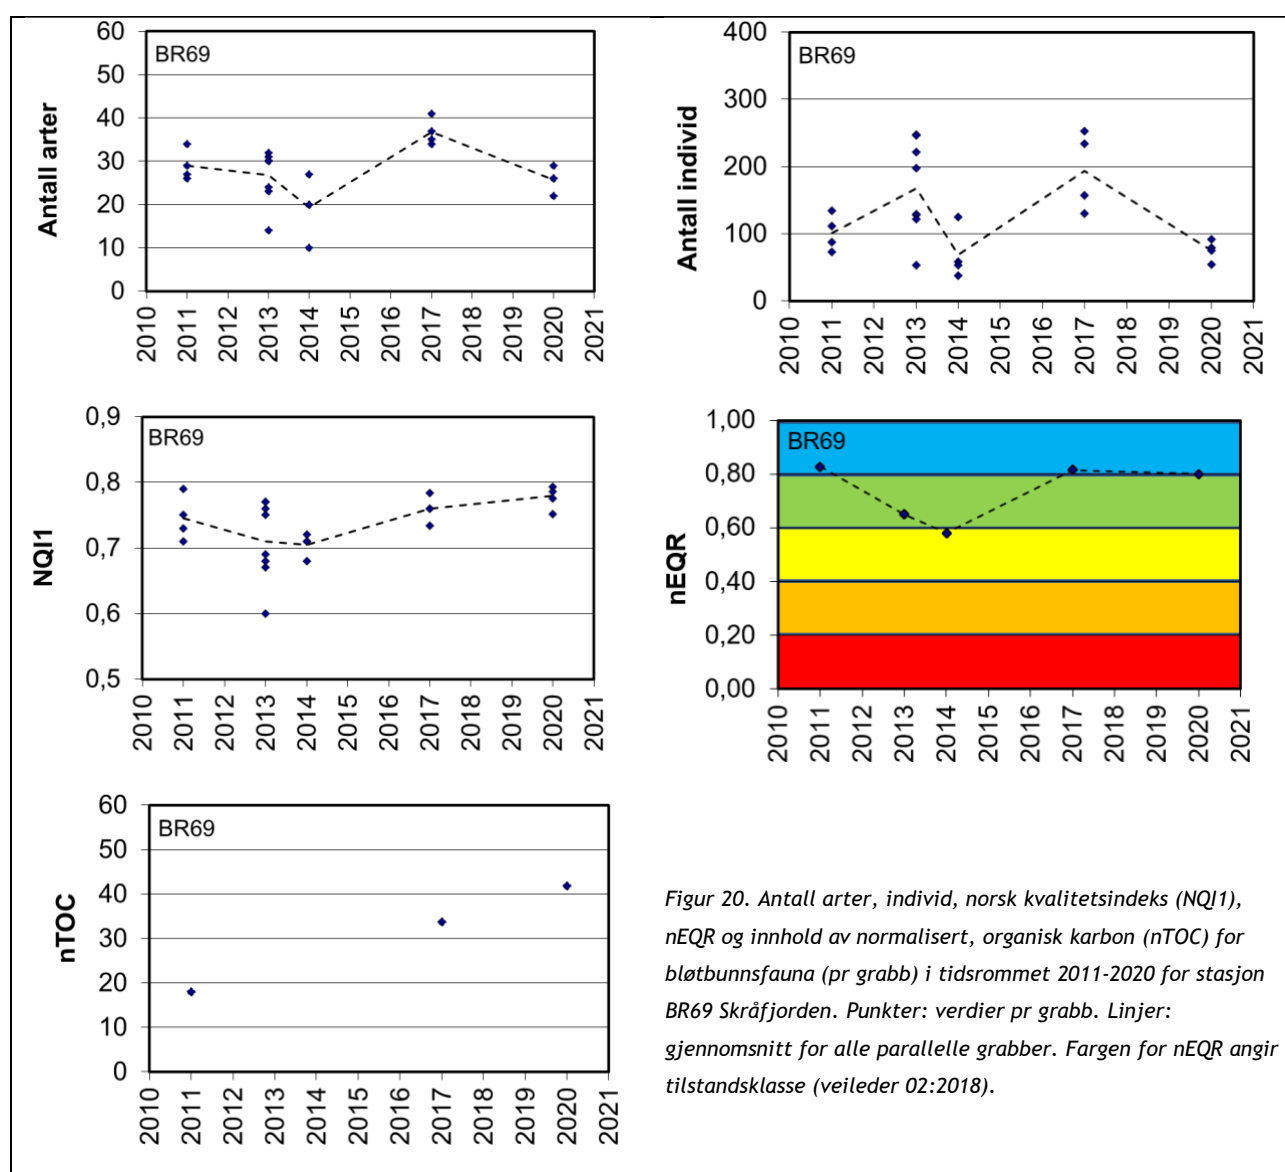 Antall arter
60
50
40
30
20
10
0
BR69
2010 2011 2012 2013 2014 2015 2016 2017 2018 2019 2020 2021
Antall individ
400
300
200
100
0
BR69
2010 2011 2012 2013 2014 2015 2016 2017 2018 2019 2020 2021
NQI1
0,9
0,8
0,7
0,6
0,5
BR69
2010 2011 2012 2013 2014 2015 2016 2017 2018 2019 2020 2021
nEQR
1,00
0,80
0,60
0,40
0,20
0,00
BR69
2010 2011 2012 2013 2014 2015 2016 2017 2018 2019 2020 2021
nTOC
60
50
40
30
20
10
0
BR69
2010 2011 2012 2013 2014 2015 2016 2017 2018 2019 2020 2021
Figur 20. Antall arter, individ, norsk kvalitetsindeks (NQI1),
nEQR og innhold av normalisert, organisk karbon (nTOC) for
bløtbunnsfauna (pr grabb) i tidsrommet 2011-2020 for stasjon
BR69 Skråfjorden. Punkter: verdier pr grabb. Linjer:
gjennomsnitt for alle parallelle grabber. Fargen for nEQR angir
tilstandsklasse (veileder 02:2018).